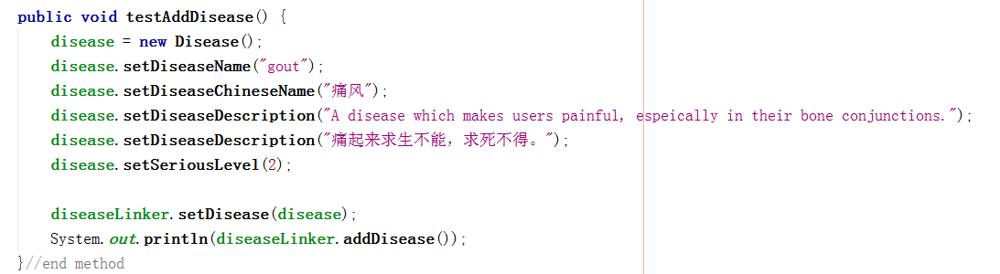 public void testAddDisease() {
disease = new Disease();
disease.setDiseaseName("gout");
disease.setDiseaseChineseName("痛风");
disease.setDiseaseDescription("A disease which makes users painful, espeically in their bone conjunctions.");
disease.setDiseaseDescription("痛起来求生不能，求死不得。");
disease.setSeriousLevel(2);
diseaseLinker.setDisease(disease);
System.out.println(diseaseLinker.addDisease());
}//end method